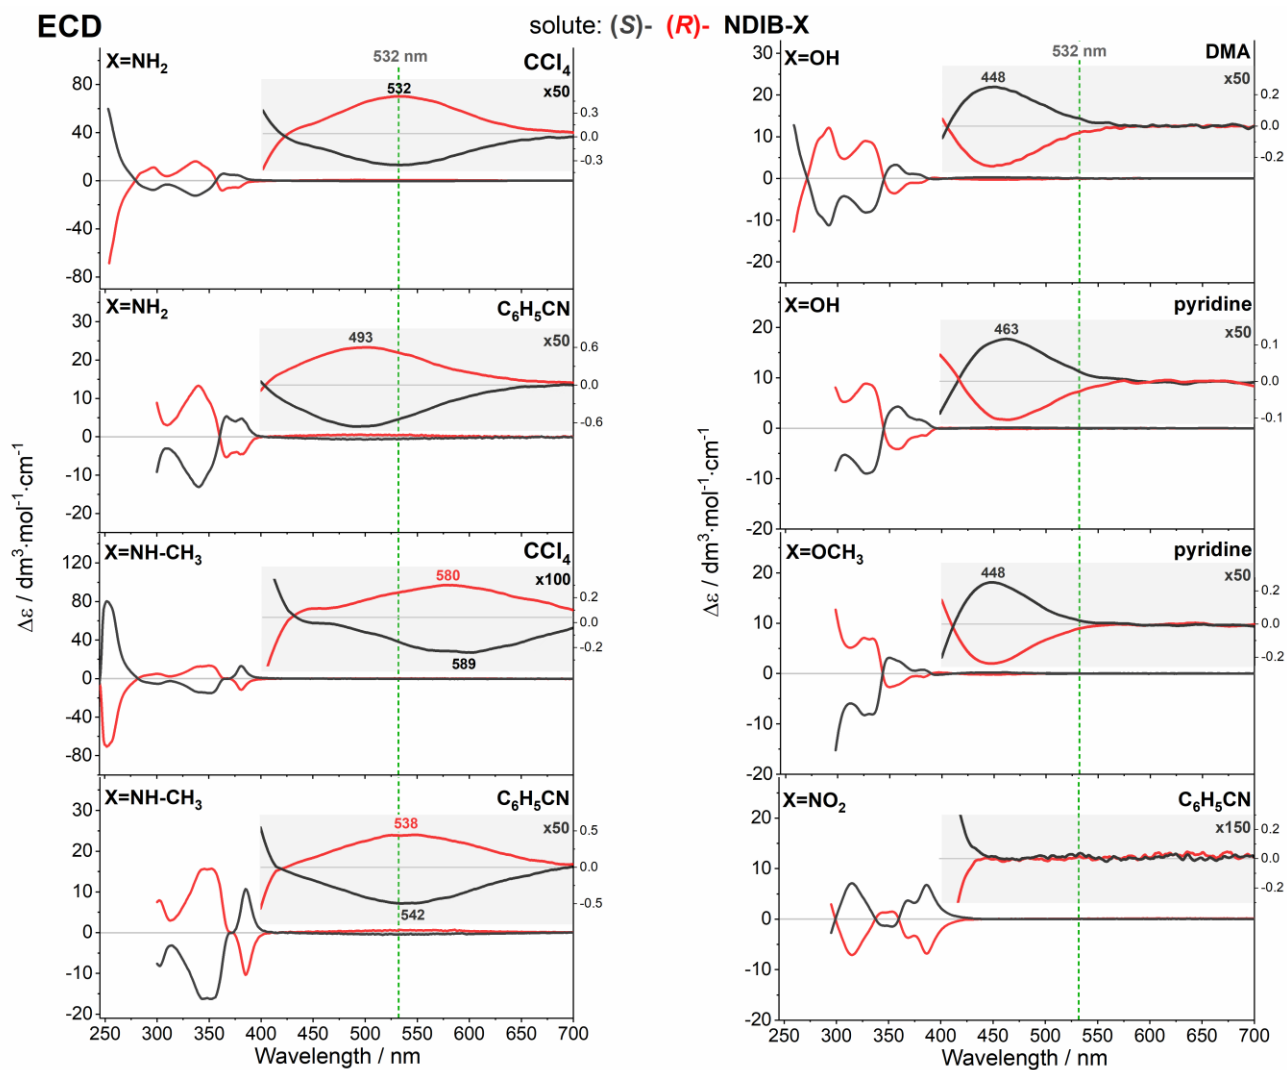 ECD
solute: (S)- (R)- NDIB-X
X=NH2
532 nm
CCl4
x50
532
80
40
0
-40
-80
0.3
0.0
-0.3
X=NH2
C6H5CN
x50
493
30
20
10
0
-10
-20
0.6
0.0
-0.6
X=NH-CH3
CCl4
x100
580
589
120
80
40
0
-40
-80
0.2
0.0
-0.2
X=NH-CH3
C6H5CN
x50
538
542
30
20
10
0
-10
-20
0.5
0.0
-0.5
250 300 350 400 450 500 550 600 650 700
Wavelength / nm
Δε / dm3·mol-1·cm-1
X=OH
532 nm
DMA
x50
448
30
20
10
0
-10
-20
0.2
0.0
-0.2
X=OH
pyridine
x50
463
20
10
0
-10
-20
0.1
0.0
-0.1
X=OCH3
pyridine
x50
448
20
10
0
-10
-20
0.2
0.0
-0.2
X=NO2
C6H5CN
x150
20
10
0
-10
-20
0.2
0.0
-0.2
250 300 350 400 450 500 550 600 650 700
Wavelength / nm
Δε / dm3·mol-1·cm-1